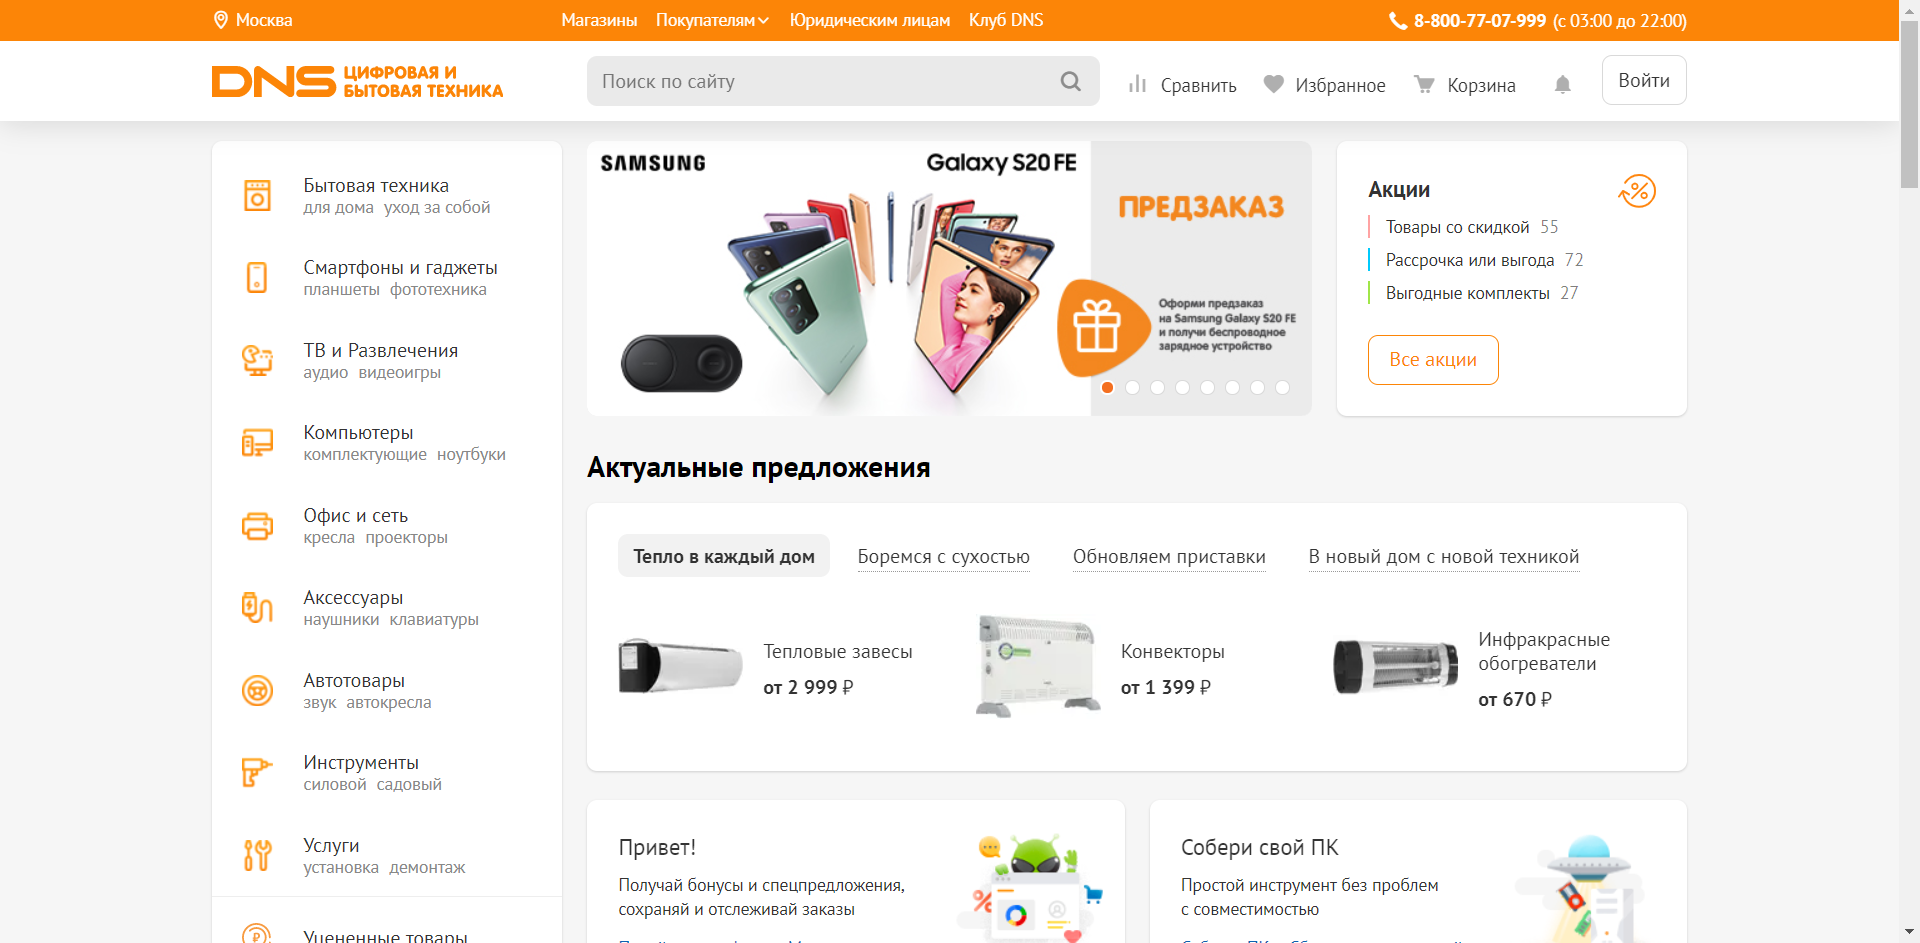 Москва
Магазины Покупателям Юридическим лицам Клуб DNS
8-800-77-07-999 (с 03:00 до 22:00)
DNS ЦИФРОВАЯ И БЫТОВАЯ ТЕХНИКА
Поиск по сайту
Сравнить Избранное Корзина Войти
Бытовая техника
для дома уход за собой
Смартфоны и гаджеты
планшеты фототехника
ТВ и Развлечения
аудио видеоигры
Компьютеры
комплектующие ноутбуки
Офис и сеть
кресла проекторы
Аксессуары
наушники клавиатуры
Автотовары
звук автокресла
Инструменты
силовой садовый
Услуги
установка демонтаж
Уцененные товары
SAMSUNG
Galaxy S20 FE
ПРЕДЗАКАЗ
Оформи предзаказ
на Samsung Galaxy S20 FE
и получи беспроводное
зарядное устройство
Акции
Товары со скидкой 55
Рассрочка или выгода 72
Выгодные комплекты 27
Все акции
Актуальные предложения
Тепло в каждый дом Боремся с сухостью Обновляем приставки В новый дом с новой техникой
Тепловые завесы
от 2 999 ₽
Конвекторы
от 1 399 ₽
Инфракрасные
обогреватели
от 670 ₽
Привет!
Получай бонусы и спецпредложения,
сохраняй и отслеживай заказы
Собери свой ПК
Простой инструмент без проблем
с совместимостью